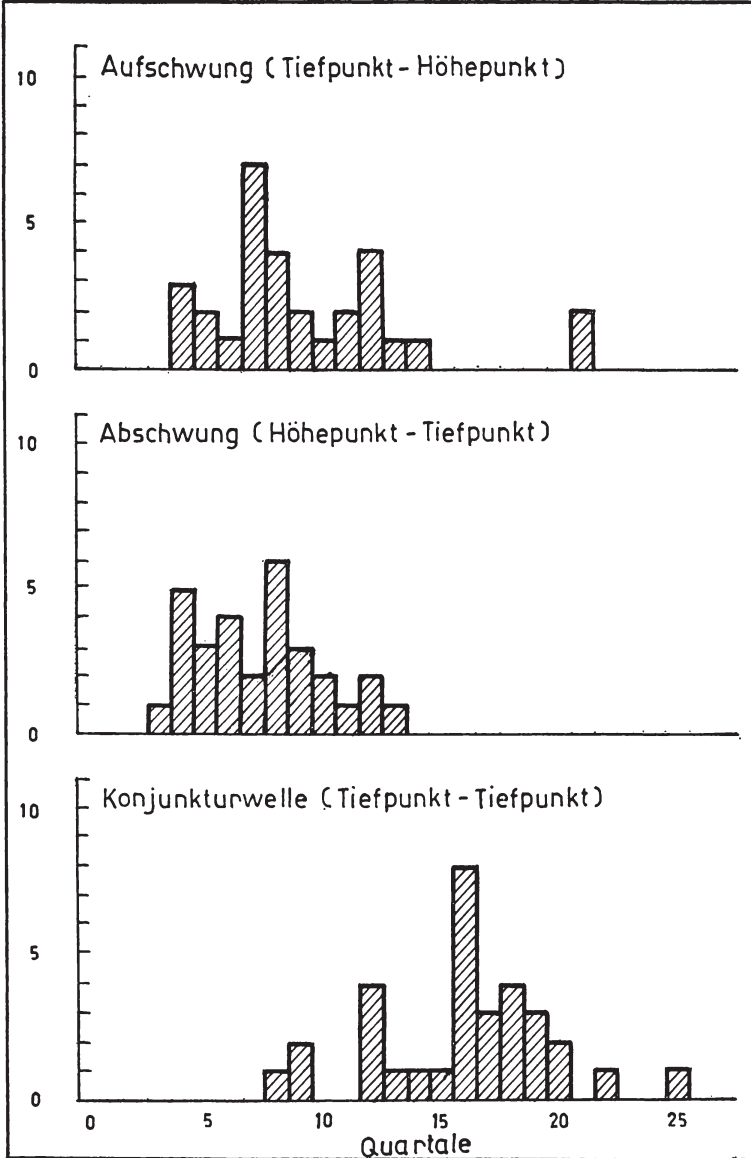 Aufschwung (Tiefpunkt-Höhepunkt)
10
5
0
Abschwung (Höhepunkt-Tiefpunkt)
10
5
0
Konjunkturwelle (Tiefpunkt-Tiefpunkt)
10
5
0
0 5 10 15 20 25
Quartale